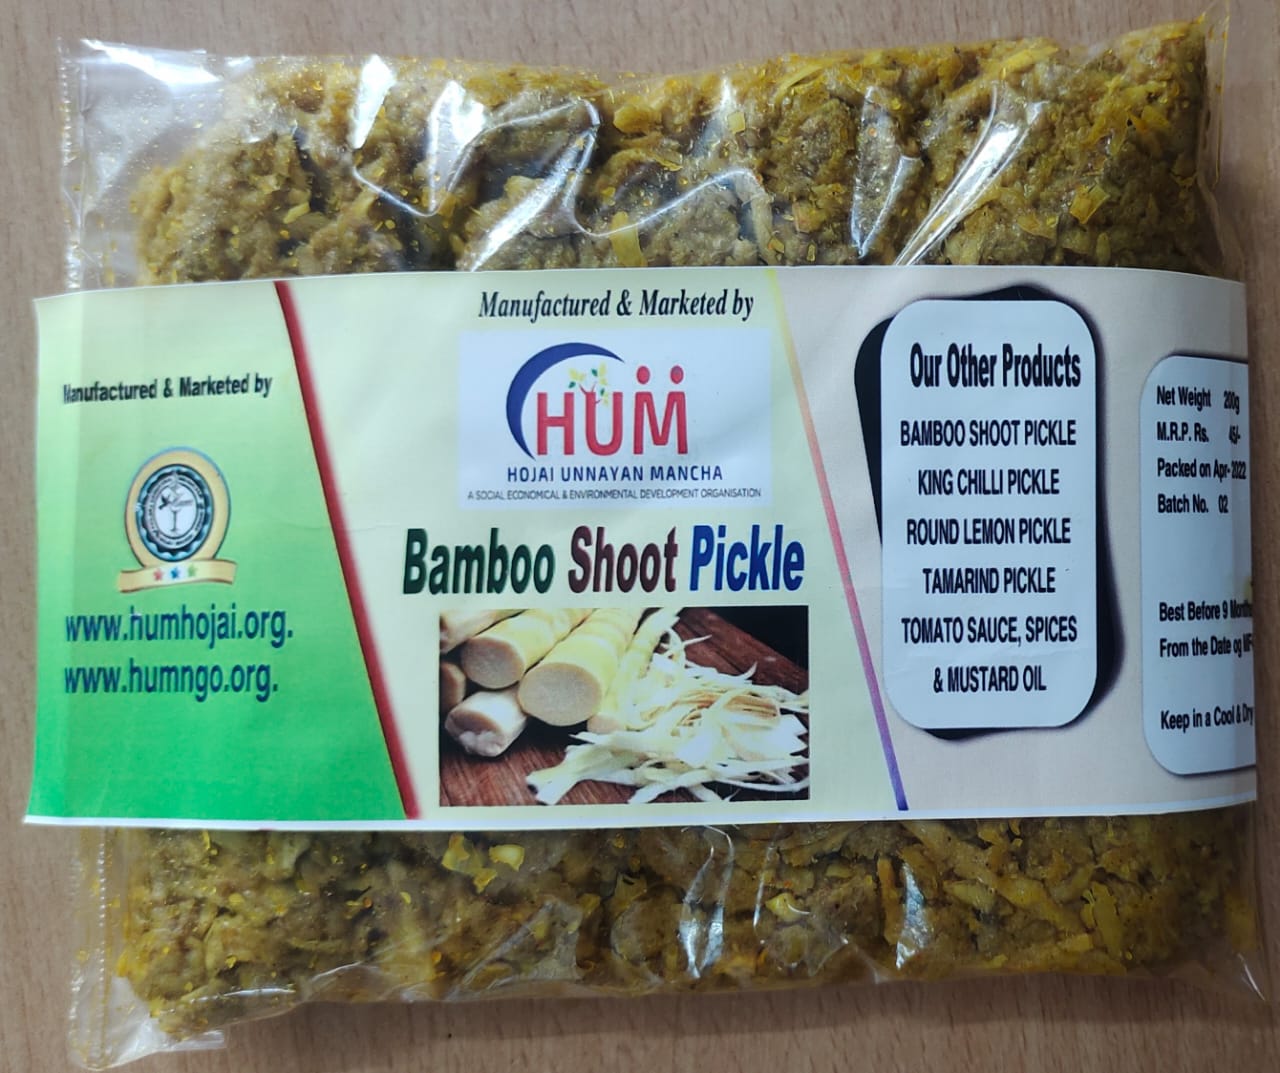 Manufactured & Marketed by
www.humhojai.org.
www.humngo.org.
Manufactured & Marketed by
HUM
HOJAI UNNAYAN MANCHA
A SOCIAL ECONOMICAL & ENVIRONMENTAL DEVELOPMENT ORGANISATION
Bamboo Shoot Pickle
Our Other Products
BAMBOO SHOOT PICKLE
KING CHILLI PICKLE
ROUND LEMON PICKLE
TAMARIND PICKLE
TOMATO SAUCE, SPICES
& MUSTARD OIL
Net Weight 200g
M.R.P. Rs. 45/-
Packed on Apr- 2022
Batch No. 02
Best Before 9 Months
From the Date og MF
Keep in a Cool & Dry